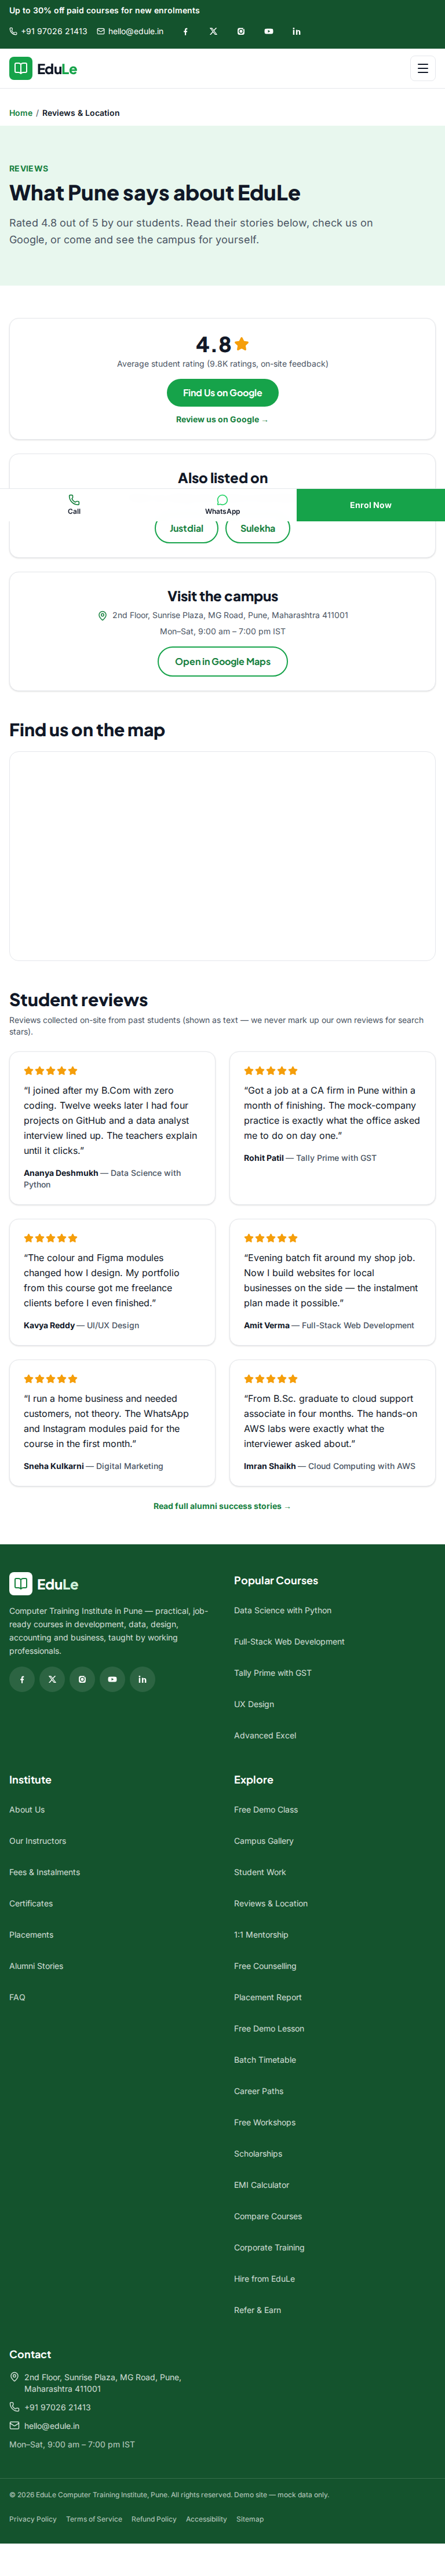 Up to 30% off paid courses for new enrolments
+91 97026 21413 hello@edule.in
EduLe
Home / Reviews & Location
REVIEWS
What Pune says about EduLe
Rated 4.8 out of 5 by our students. Read their stories below, check us on
Google, or come and see the campus for yourself.
4.8
Average student rating (9.8K ratings, on-site feedback)
Find Us on Google
Review us on Google →
Also listed on
Call
WhatsApp
Enrol Now
Justdial
Sulekha
Visit the campus
2nd Floor, Sunrise Plaza, MG Road, Pune, Maharashtra 411001
Mon–Sat, 9:00 am – 7:00 pm IST
Open in Google Maps
Find us on the map
Student reviews
Reviews collected on-site from past students (shown as text — we never mark up our own reviews for search
stars).
“I joined after my B.Com with zero
coding. Twelve weeks later I had four
projects on GitHub and a data analyst
interview lined up. The teachers explain
until it clicks.”
Ananya Deshmukh — Data Science with
Python
“Got a job at a CA firm in Pune within a
month of finishing. The mock-company
practice is exactly what the office asked
me to do on day one.”
Rohit Patil — Tally Prime with GST
“The colour and Figma modules
changed how I design. My portfolio
from this course got me freelance
clients before I even finished.”
Kavya Reddy — UI/UX Design
“Evening batch fit around my shop job.
Now I build websites for local
businesses on the side — the instalment
plan made it possible.”
Amit Verma — Full-Stack Web Development
“I run a home business and needed
customers, not theory. The WhatsApp
and Instagram modules paid for the
course in the first month.”
Sneha Kulkarni — Digital Marketing
“From B.Sc. graduate to cloud support
associate in four months. The hands-on
AWS labs were exactly what the
interviewer asked about.”
Imran Shaikh — Cloud Computing with AWS
Read full alumni success stories →
EduLe
Computer Training Institute in Pune — practical, job-
ready courses in development, data, design,
accounting and business, taught by working
professionals.
Popular Courses
Data Science with Python
Full-Stack Web Development
Tally Prime with GST
UX Design
Advanced Excel
Institute
About Us
Our Instructors
Fees & Instalments
Certificates
Placements
Alumni Stories
FAQ
Explore
Free Demo Class
Campus Gallery
Student Work
Reviews & Location
1:1 Mentorship
Free Counselling
Placement Report
Free Demo Lesson
Batch Timetable
Career Paths
Free Workshops
Scholarships
EMI Calculator
Compare Courses
Corporate Training
Hire from EduLe
Refer & Earn
Contact
2nd Floor, Sunrise Plaza, MG Road, Pune,
Maharashtra 411001
+91 97026 21413
hello@edule.in
Mon–Sat, 9:00 am – 7:00 pm IST
© 2026 EduLe Computer Training Institute, Pune. All rights reserved. Demo site — mock data only.
Privacy Policy Terms of Service Refund Policy Accessibility Sitemap